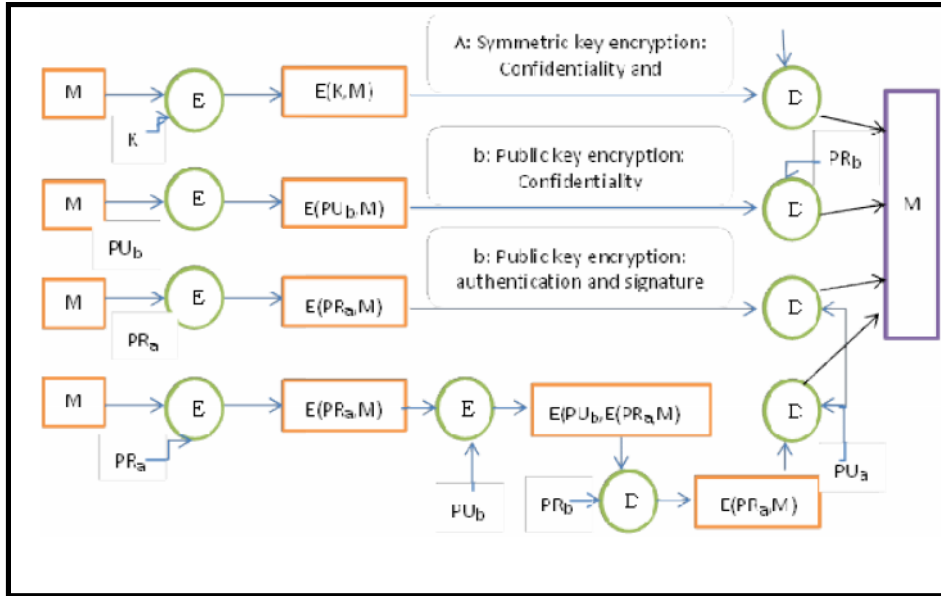 A: Symmetric key encryption:
Confidentiality and
M
E
E(K,M)
D
K
b: Public key encryption:
Confidentiality
PRb
M
E
E(PUb,M)
D
M
PUb
b: Public key encryption:
authentication and signature
M
E
E(PRa,M)
D
PRa
M
E
E(PRa,M)
E
E(PUb,E(PRa,M)
D
PRa
PUa
PUb
PRb
D
E(PRa,M)